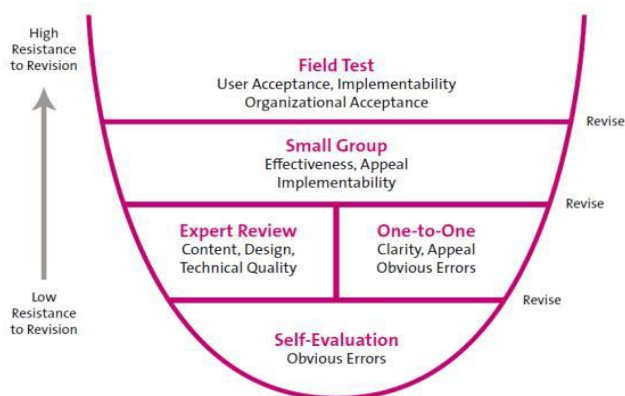 High
Resistance
to Revision
Field Test
User Acceptance, Implementability
Organizational Acceptance
Revise
Small Group
Effectiveness, Appeal
Implementability
Revise
Expert Review
Content, Design,
Technical Quality
One-to-One
Clarity, Appeal
Obvious Errors
Low
Resistance
to Revision
Revise
Self-Evaluation
Obvious Errors